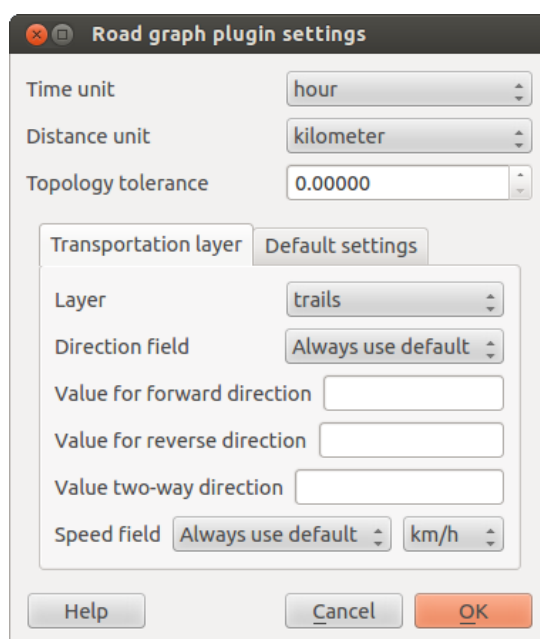 Road graph plugin settings
Time unit hour
Distance unit kilometer
Topology tolerance 0.00000
Transportation layer Default settings
Layer trails
Direction field Always use default
Value for forward direction
Value for reverse direction
Value two-way direction
Speed field Always use default km/h
Help Cancel OK